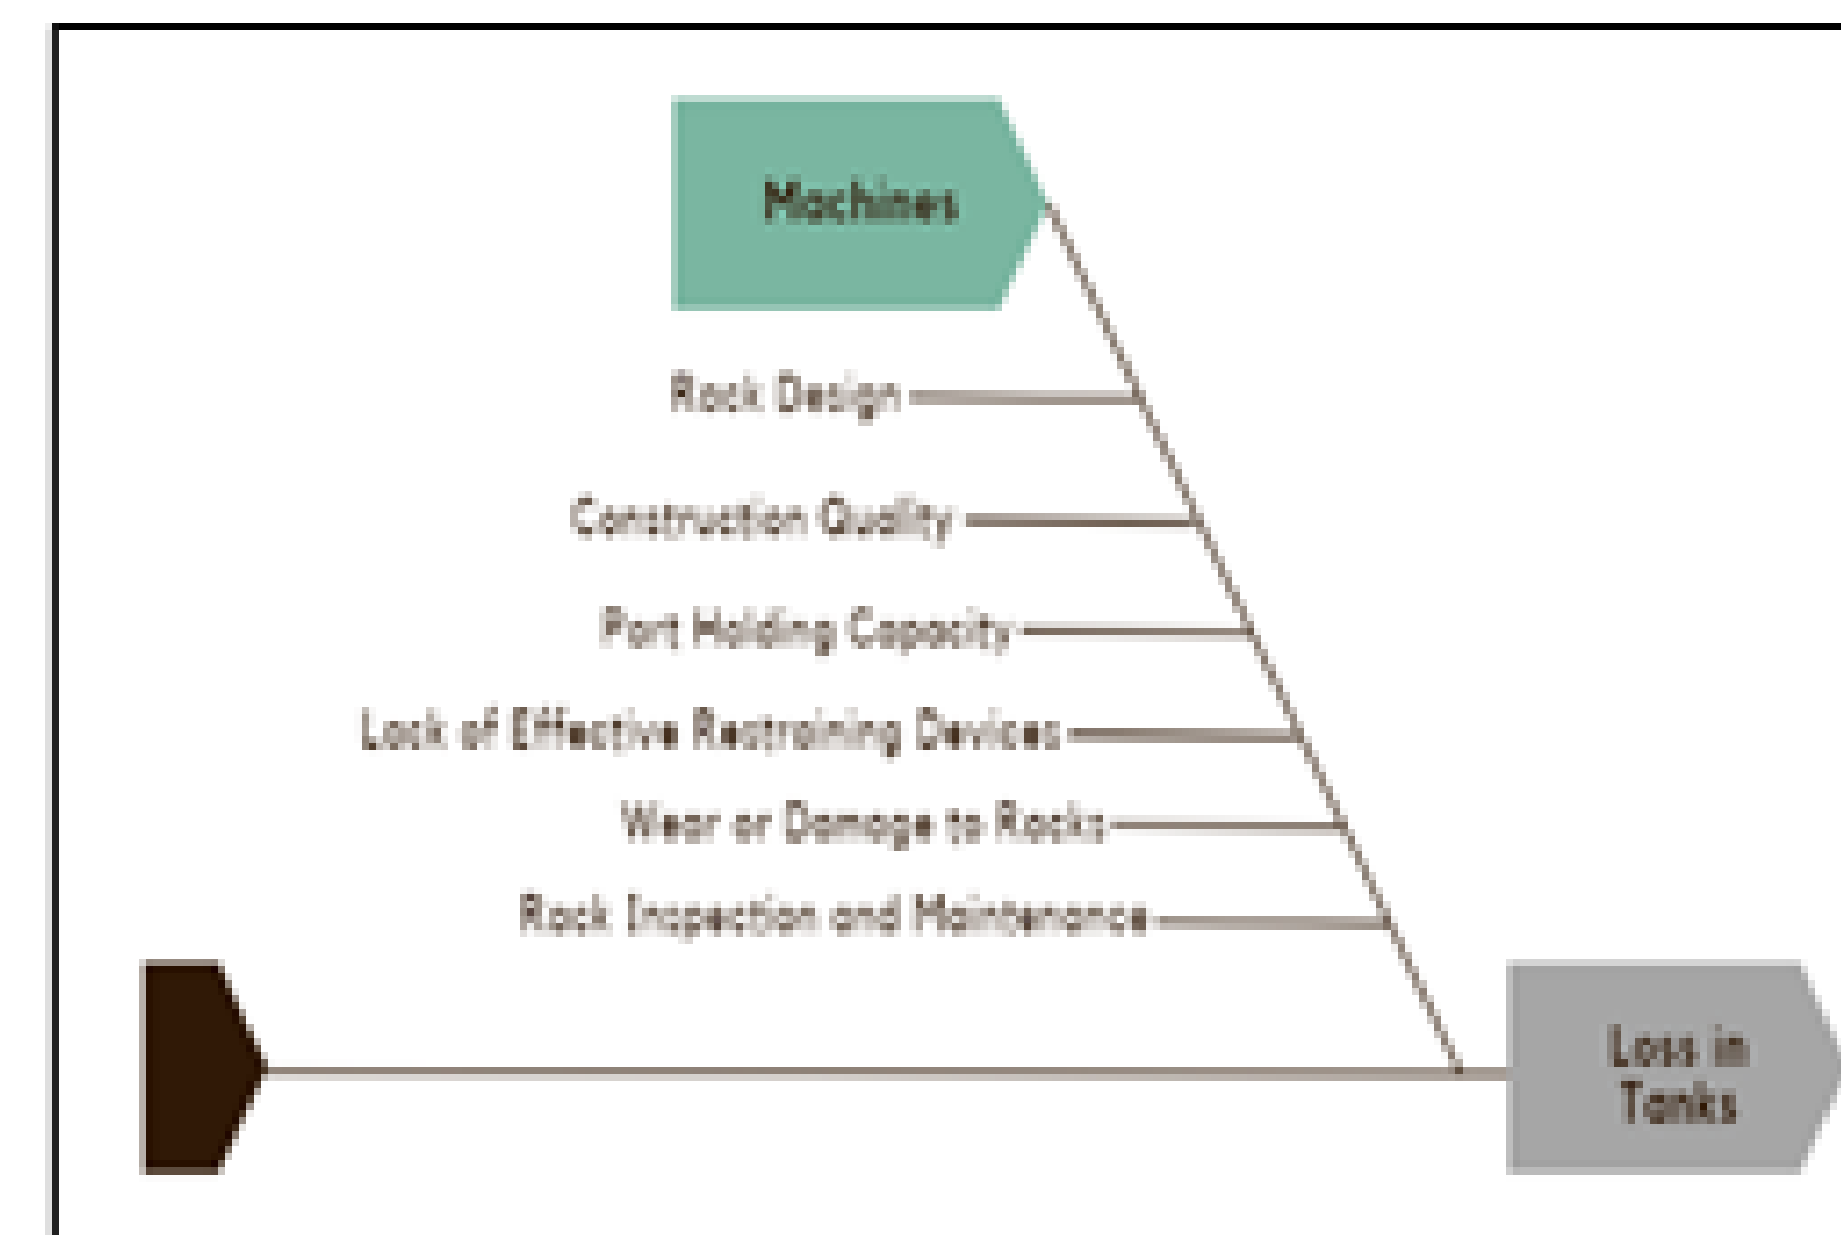 Machines
Rack Design
Construction Quality
Part Holding Capacity
Lack of Effective Restraining Devices
Wear or Damage to Racks
Rack Inspection and Maintenance
Loss in
Tanks